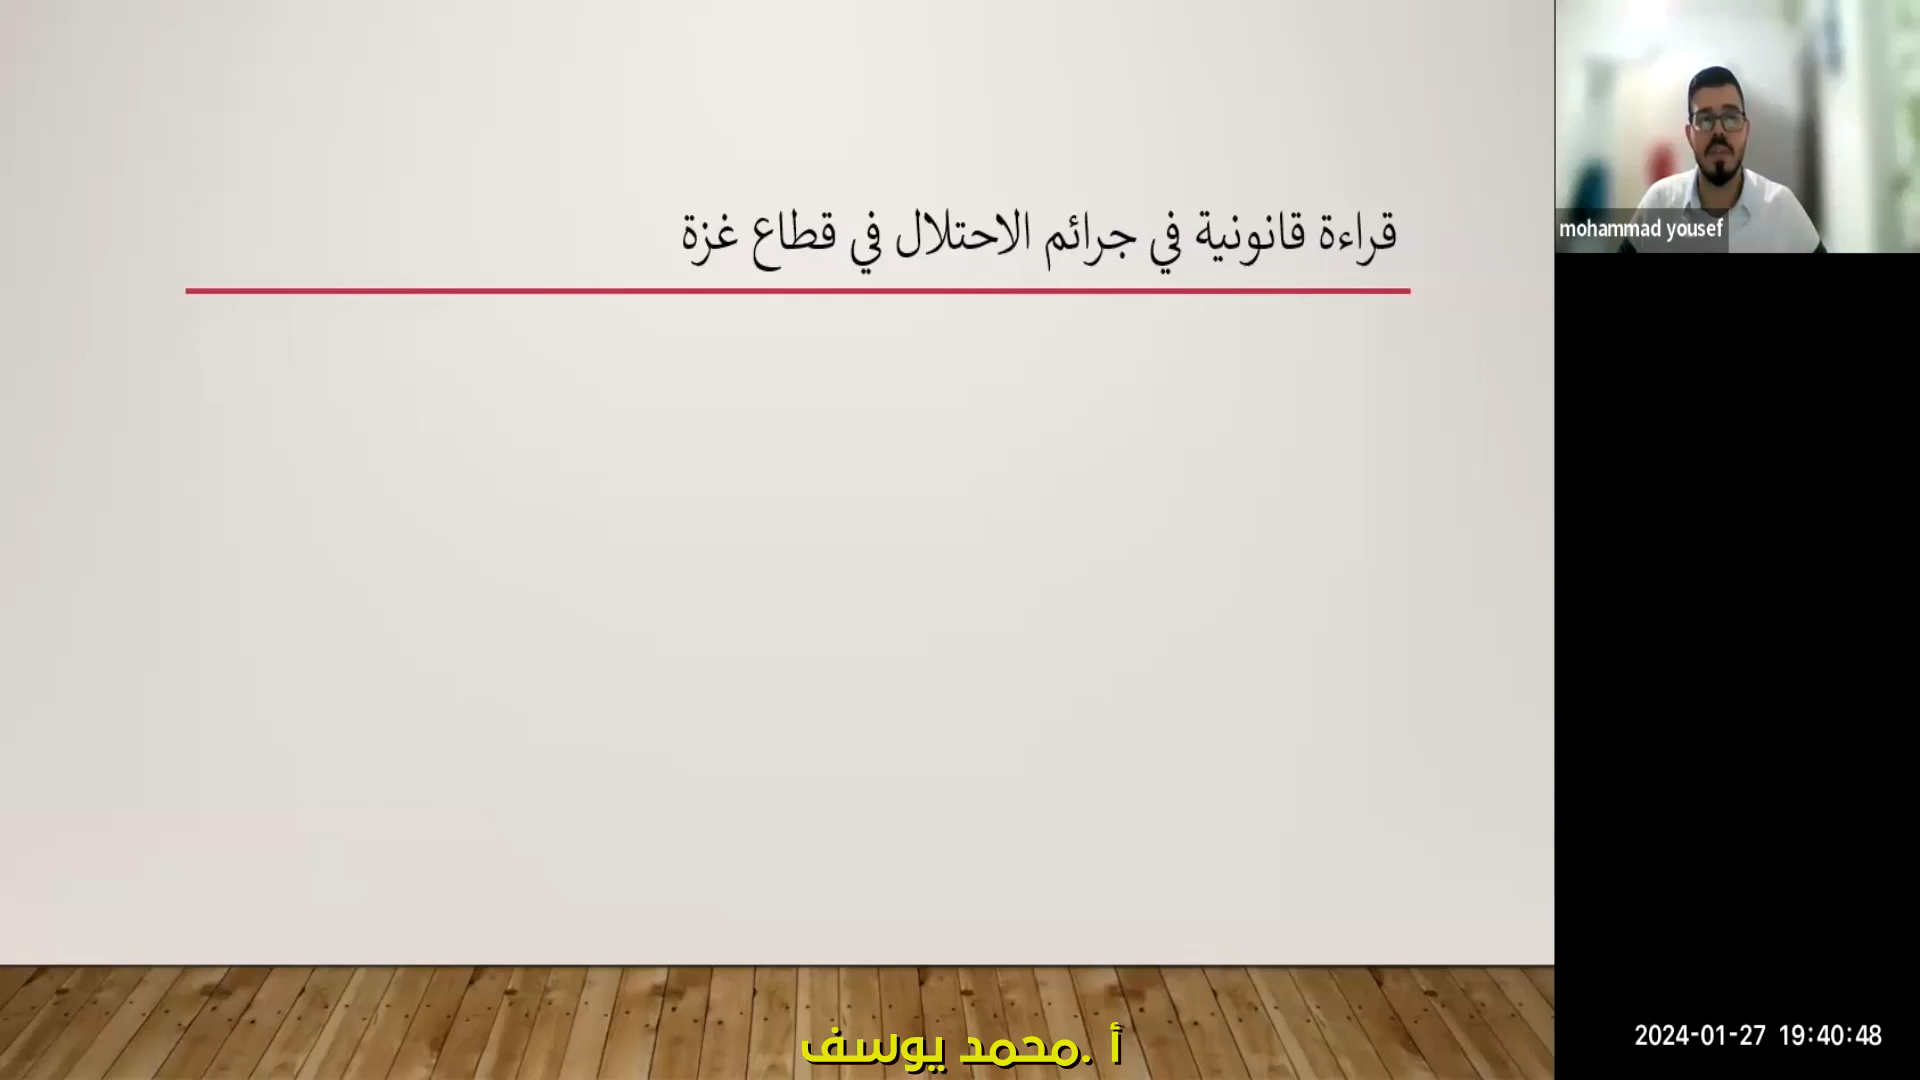 قراءة قانونية في جرائم الاحتلال في قطاع غزة
mohammad yousef
أ .محمد يوسف
2024-01-27 19:40:48